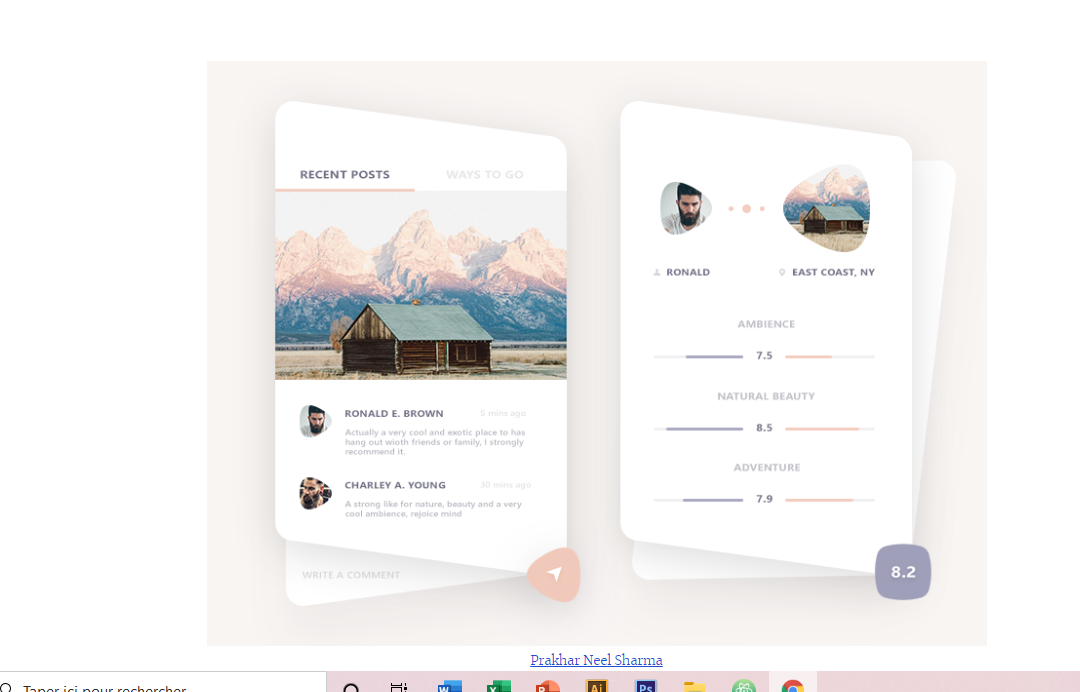 RECENT POSTS
WAYS TO GO
RONALD E. BROWN
5 mins ago
Actually a very cool and exotic place to has
hang out wioth friends or family, I strongly
recommend it.
CHARLEY A. YOUNG
30 mins ago
A strong like for nature, beauty and a very
cool ambience, rejoice mind
WRITE A COMMENT
RONALD
EAST COAST, NY
AMBIENCE
7.5
NATURAL BEAUTY
8.5
ADVENTURE
7.9
8.2
Prakhar Neel Sharma
Taper ici pour rechercher
W
X
P
Ai
Ps